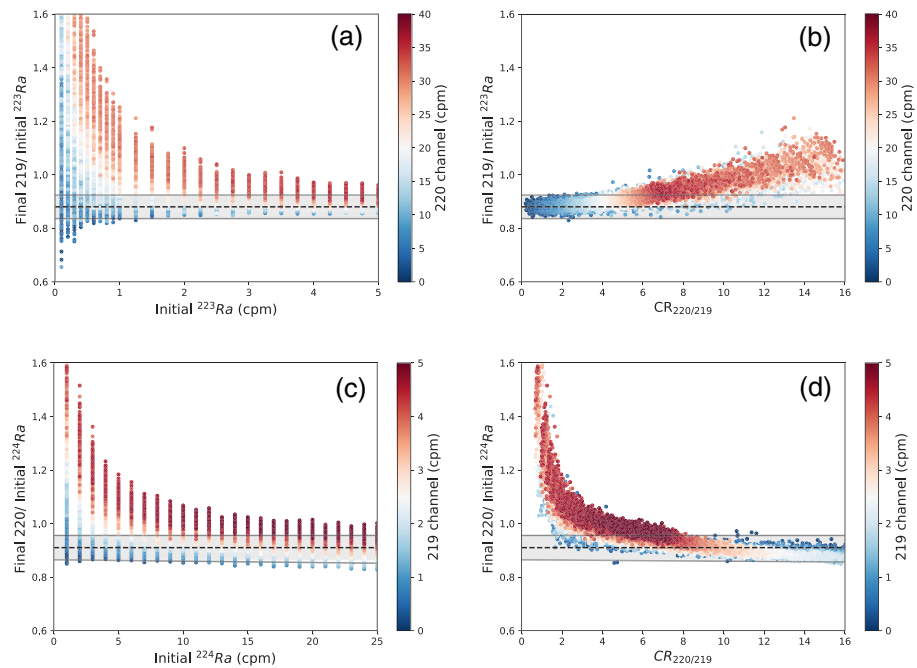 (a)
Final 219/ Initial ²²³Ra
1.6
1.4
1.2
1.0
0.8
0.6
0 1 2 3 4 5
Initial ²²³Ra (cpm)
40
35
30
25
20
15
10
5
0
220 channel (cpm)
(b)
Final 219/ Initial ²²³Ra
1.6
1.4
1.2
1.0
0.8
0.6
0 2 4 6 8 10 12 14 16
CR₂₂₀/₂₁₉
40
35
30
25
20
15
10
5
0
220 channel (cpm)
(c)
Final 220/ Initial ²²⁴Ra
1.6
1.4
1.2
1.0
0.8
0.6
0 5 10 15 20 25
Initial ²²⁴Ra (cpm)
5
4
3
2
1
0
219 channel (cpm)
(d)
Final 220/ Initial ²²⁴Ra
1.6
1.4
1.2
1.0
0.8
0.6
0 2 4 6 8 10 12 14 16
CR₂₂₀/₂₁₉
5
4
3
2
1
0
219 channel (cpm)